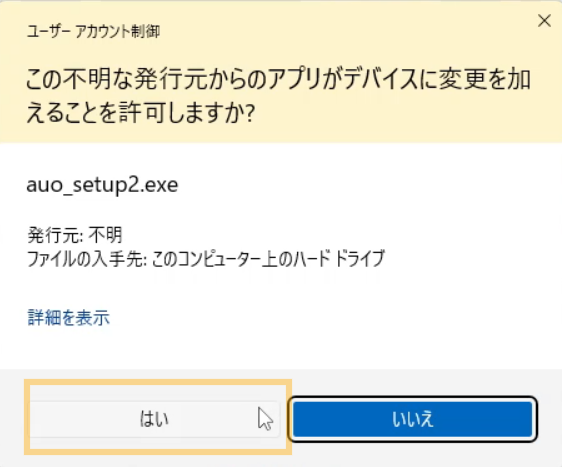 ユーザー アカウント制御
この不明な発行元からのアプリがデバイスに変更を加
えることを許可しますか?
auo_setup2.exe
発行元: 不明
ファイルの入手先: このコンピューター上のハード ドライブ
詳細を表示
はい
いいえ